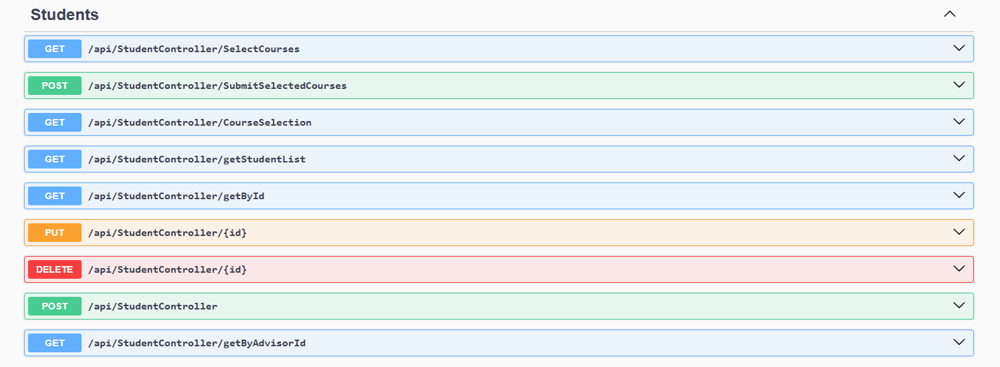 Students
GET /api/StudentController/SelectCourses
POST /api/StudentController/SubmitSelectedCourses
GET /api/StudentController/CourseSelection
GET /api/StudentController/getStudentList
GET /api/StudentController/getById
PUT /api/StudentController/{id}
DELETE /api/StudentController/{id}
POST /api/StudentController
GET /api/StudentController/getByAdvisorId